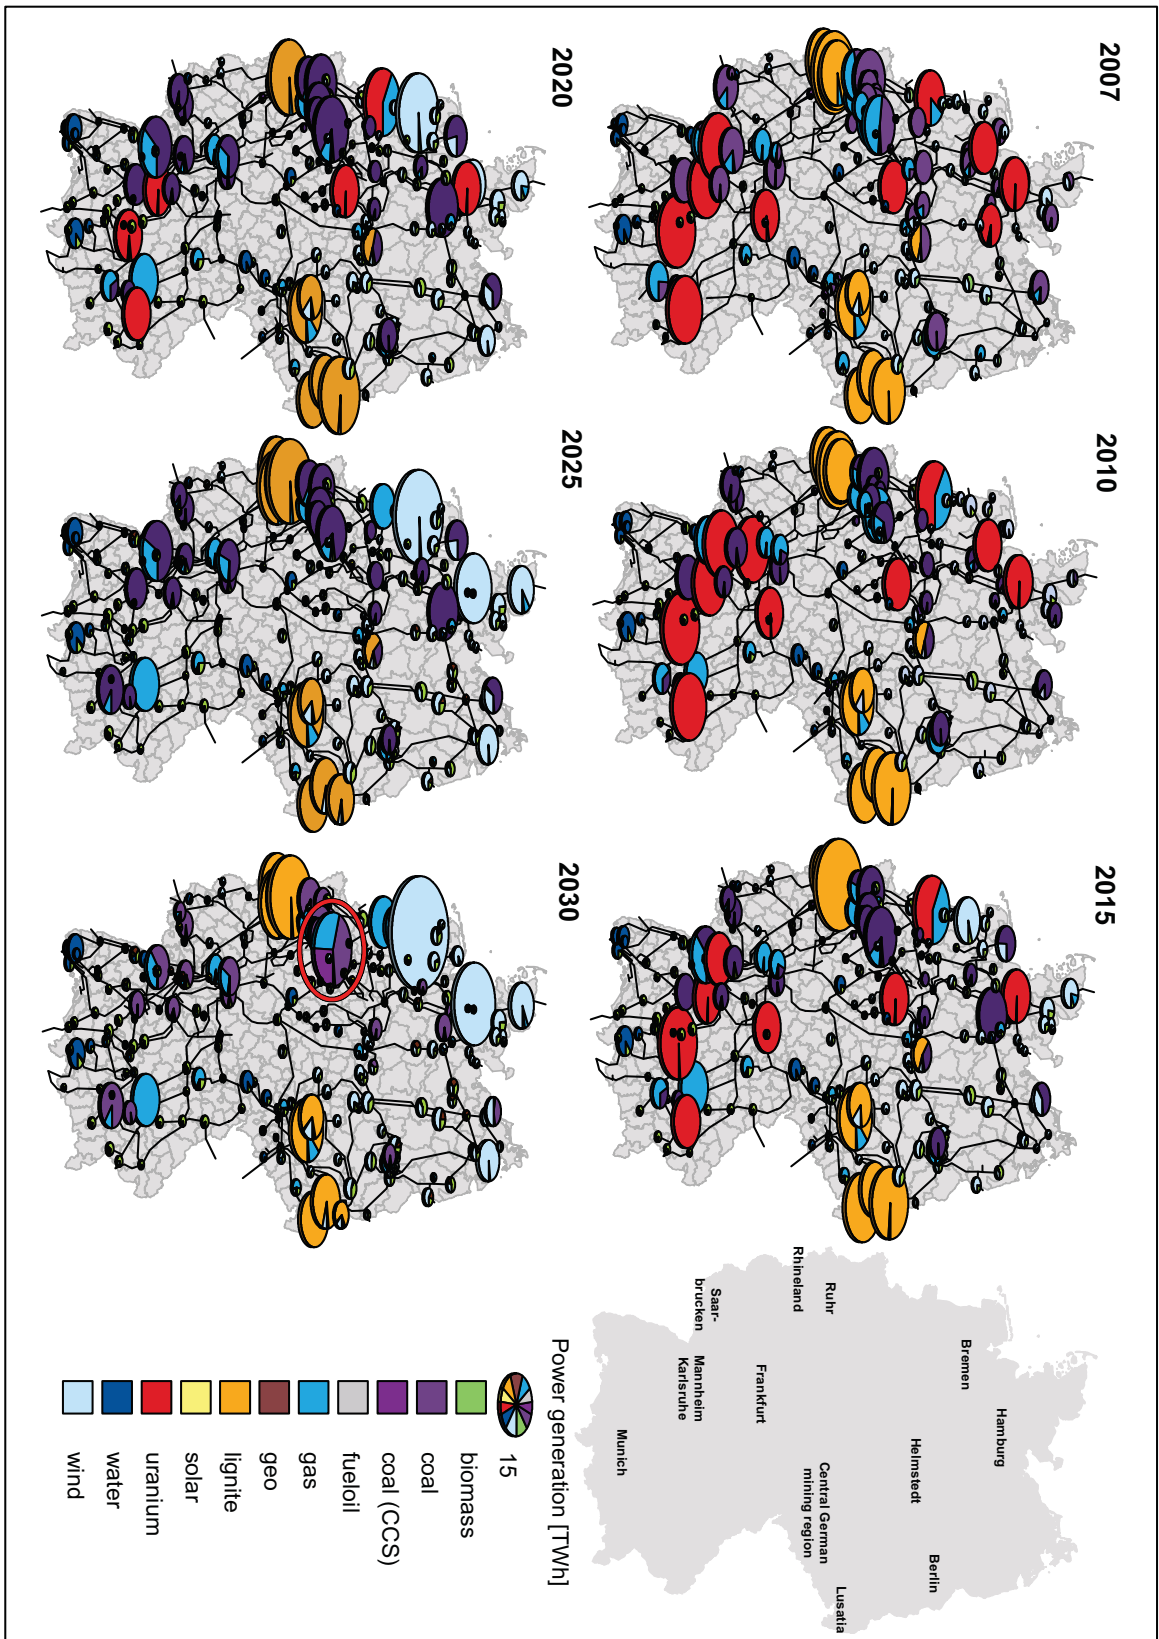 2007
2010
2015
Bremen
Hamburg
Helmstedt
Berlin
Ruhr
Rhineland
Central German
mining region
Lusatia
Frankfurt
Saar-
brucken
Mannheim
Karlsruhe
Munich
2020
2025
2030
Power generation [TWh]
15
biomass
coal
coal (CCS)
fueloil
gas
geo
lignite
solar
uranium
water
wind